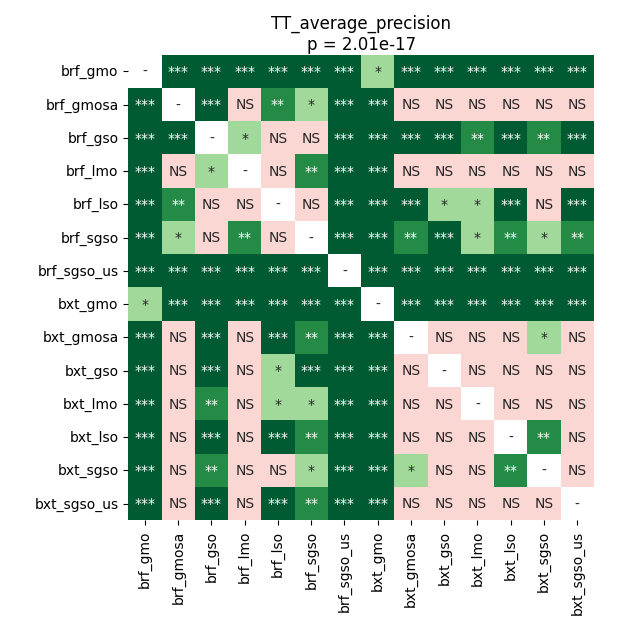 TT_average_precision
p = 2.01e-17
brf_gmo - *** *** *** *** *** *** * *** *** *** *** *** ***
brf_gmosa *** - *** NS ** * *** *** NS NS NS NS NS NS
brf_gso *** *** - * NS NS *** *** *** *** ** *** ** ***
brf_lmo *** NS * - NS ** *** *** NS NS NS NS NS NS
brf_lso *** ** NS NS - NS *** *** *** * * *** NS ***
brf_sgso *** * NS ** NS - *** *** ** *** * ** * **
brf_sgso_us *** *** *** *** *** *** - *** *** *** *** *** *** ***
bxt_gmo * *** *** *** *** *** *** - *** *** *** *** *** ***
bxt_gmosa *** NS *** NS *** ** *** *** - NS NS NS * NS
bxt_gso *** NS *** NS * *** *** *** NS - NS NS NS NS
bxt_lmo *** NS ** NS * * *** *** NS NS - NS NS NS
bxt_lso *** NS *** NS *** ** *** *** NS NS NS - ** NS
bxt_sgso *** NS ** NS NS * *** *** * NS NS ** - NS
bxt_sgso_us *** NS *** NS *** ** *** *** NS NS NS NS NS -
brf_gmo brf_gmosa brf_gso brf_lmo brf_lso brf_sgso brf_sgso_us bxt_gmo bxt_gmosa bxt_gso bxt_lmo bxt_lso bxt_sgso bxt_sgso_us